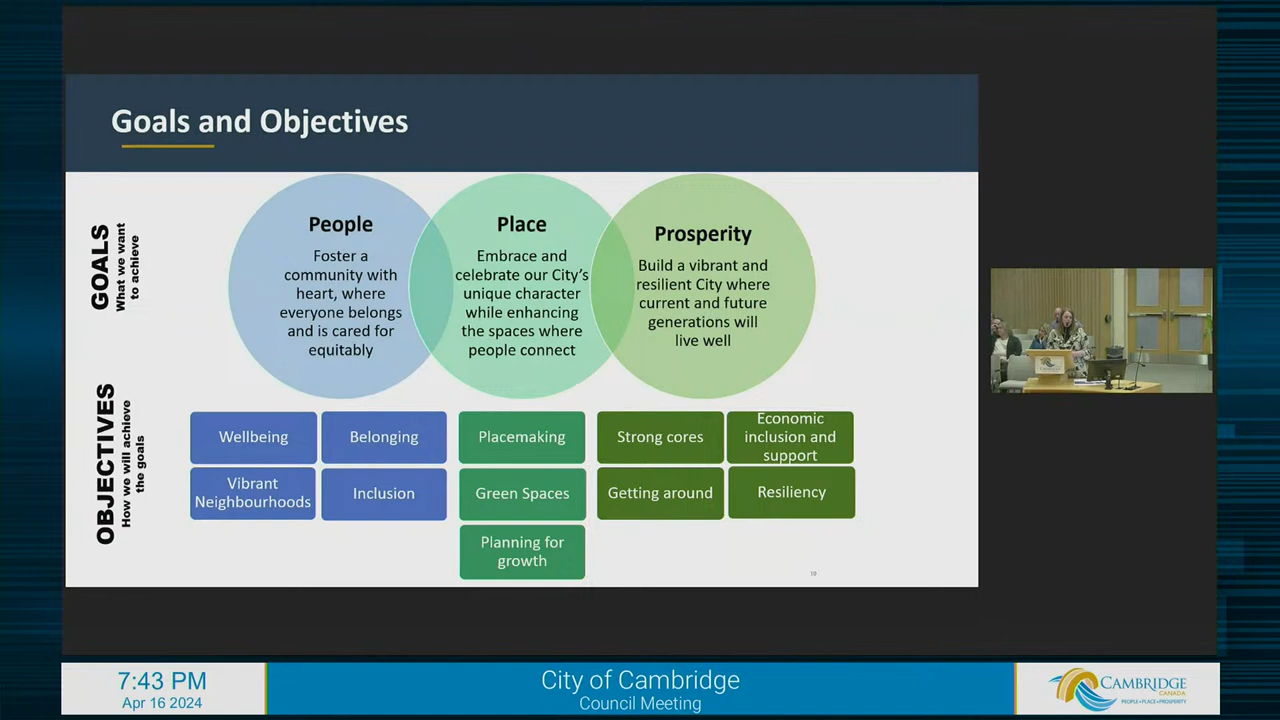 Goals and Objectives
GOALS
What we want
to achieve
People
Foster a
community with
heart, where
everyone belongs
and is cared for
equitably
Place
Embrace and
celebrate our City's
unique character
while enhancing
the spaces where
people connect
Prosperity
Build a vibrant and
resilient City where
current and future
generations will
live well
OBJECTIVES
How we will achieve
the goals
Wellbeing
Belonging
Vibrant
Neighbourhoods
Inclusion
Placemaking
Green Spaces
Planning for
growth
Strong cores
Economic
inclusion and
support
Getting around
Resiliency
10
7:43 PM
Apr 16 2024
City of Cambridge
Council Meeting
CAMBRIDGE
CANADA
PEOPLE • PLACE • PROSPERITY